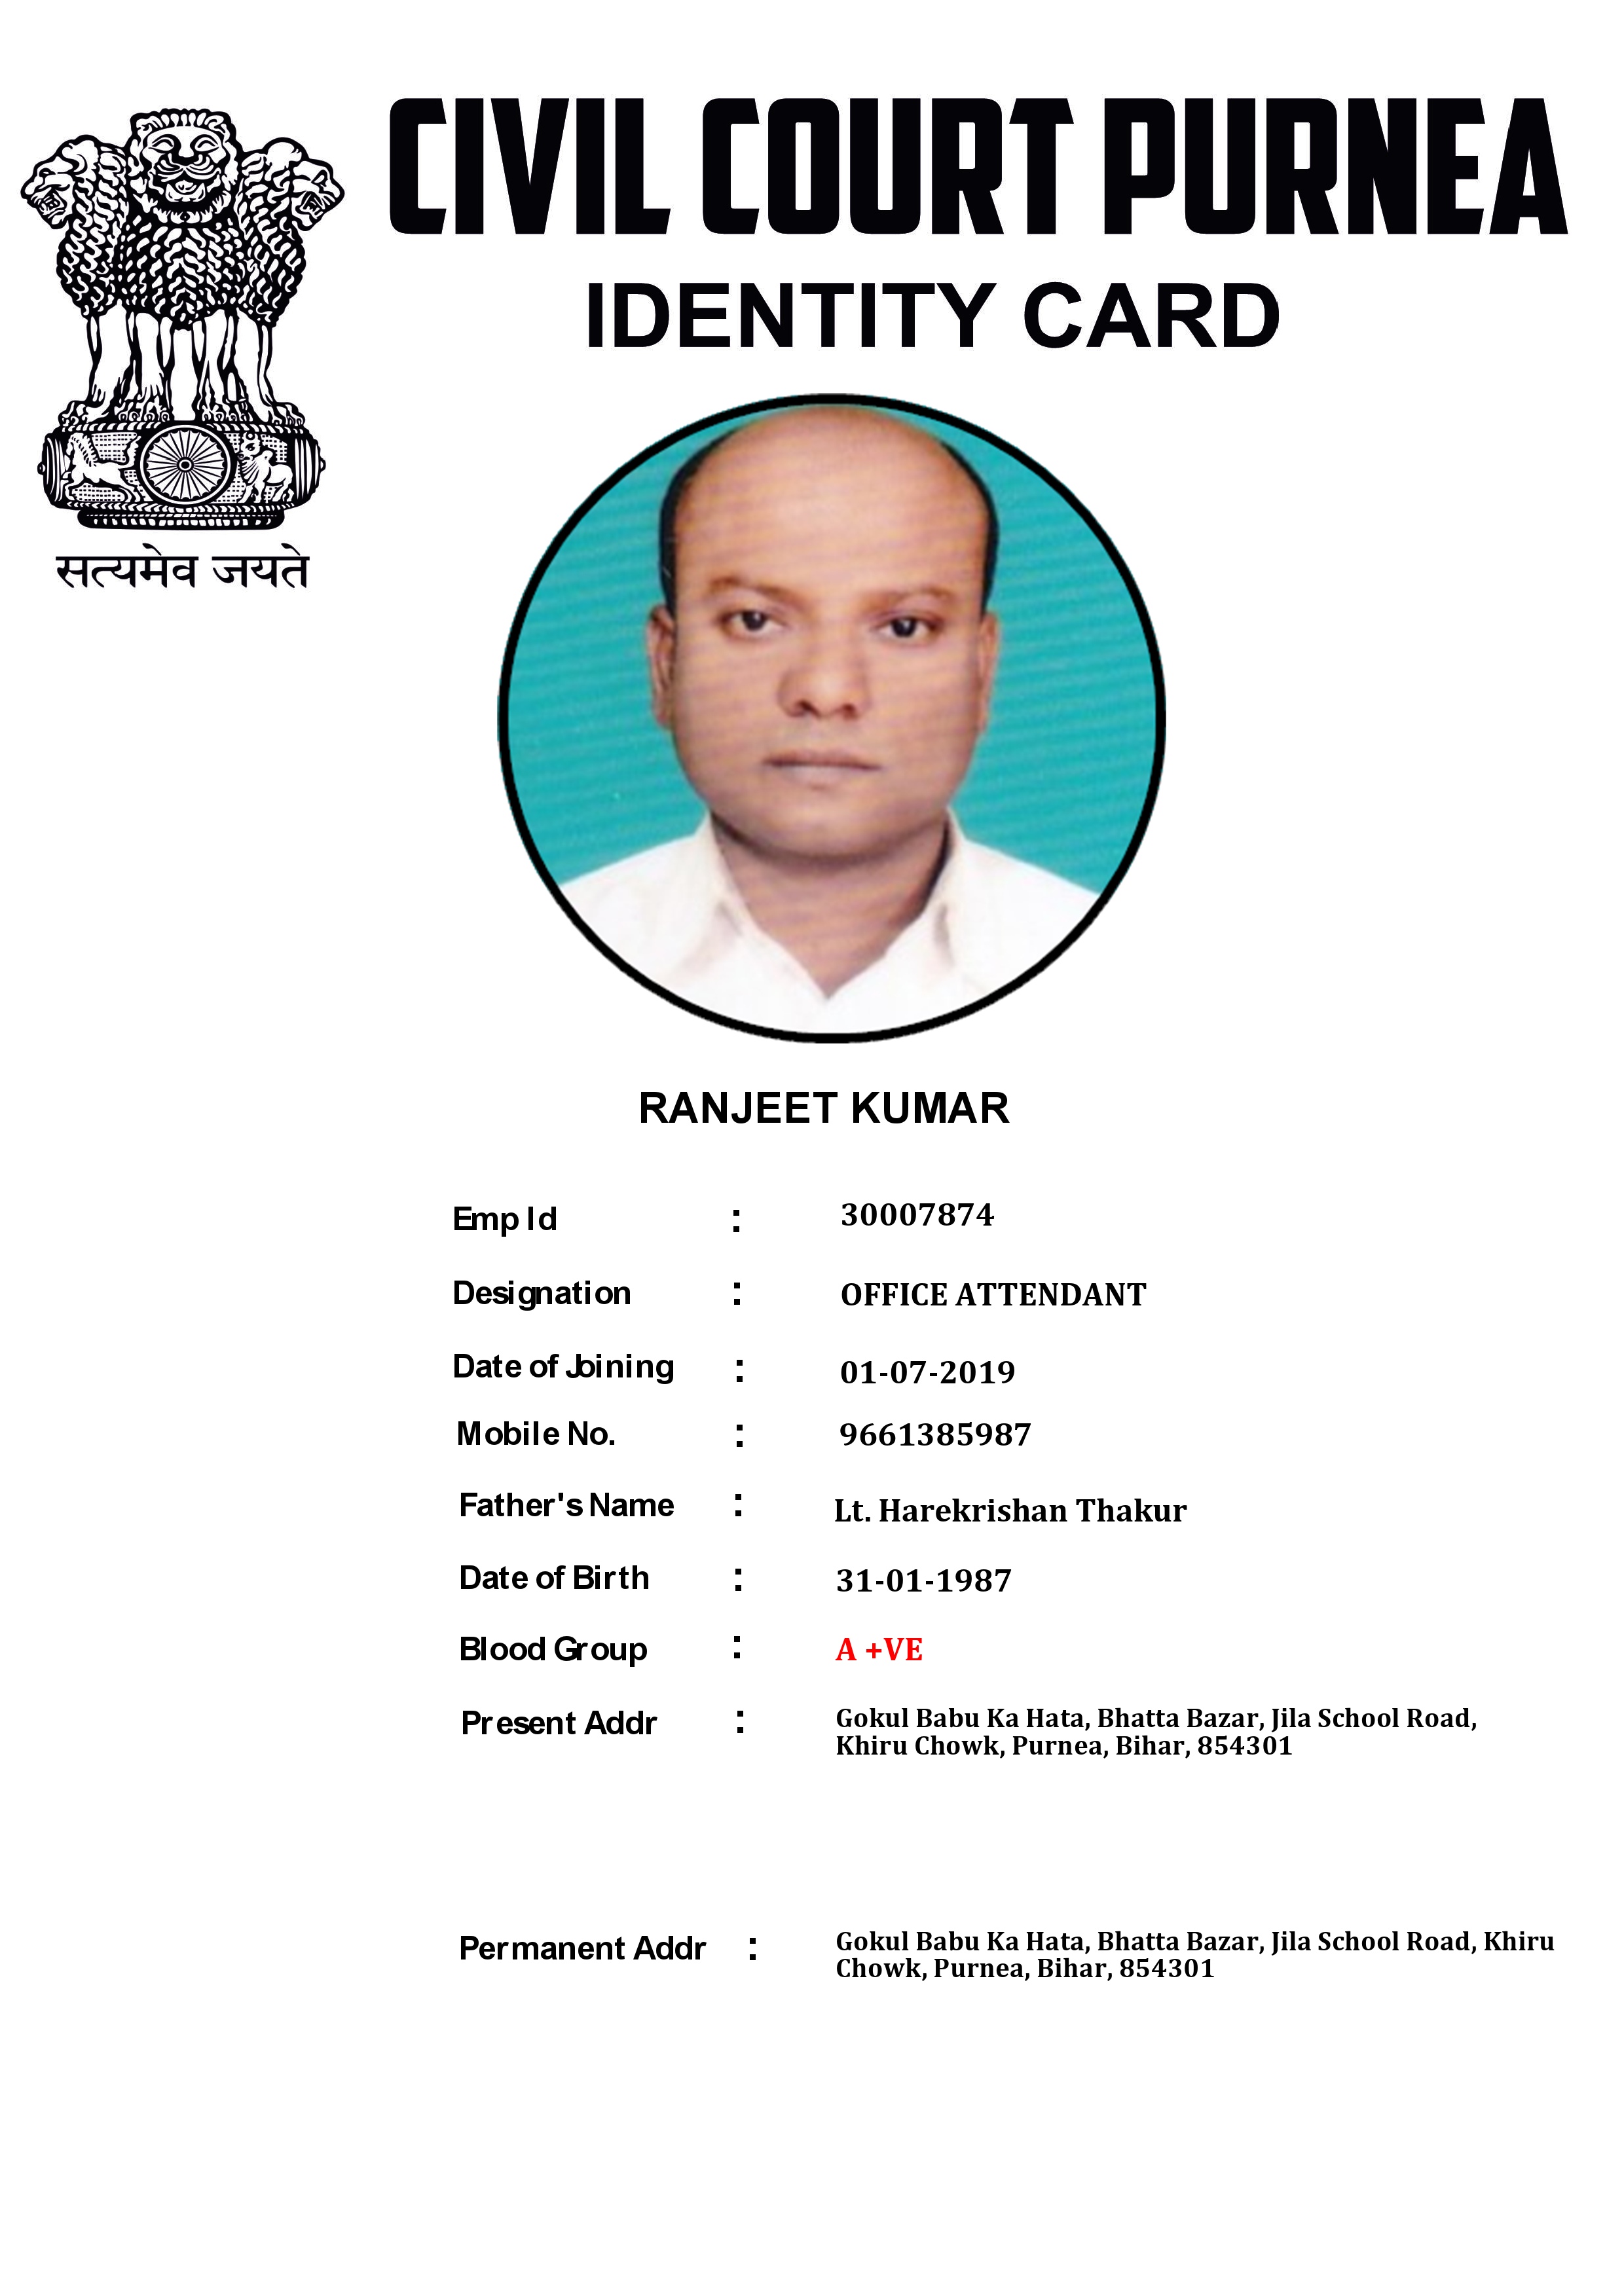 CIVIL COURT PURNEA
IDENTITY CARD
सत्यमेव जयते
RANJEET KUMAR
Emp Id : 30007874
Designation : OFFICE ATTENDANT
Date of Joining : 01-07-2019
Mobile No. : 9661385987
Father's Name : Lt. Harekrishan Thakur
Date of Birth : 31-01-1987
Blood Group : A +VE
Present Addr : Gokul Babu Ka Hata, Bhatta Bazar, Jila School Road,
Khiru Chowk, Purnea, Bihar, 854301
Permanent Addr : Gokul Babu Ka Hata, Bhatta Bazar, Jila School Road, Khiru
Chowk, Purnea, Bihar, 854301